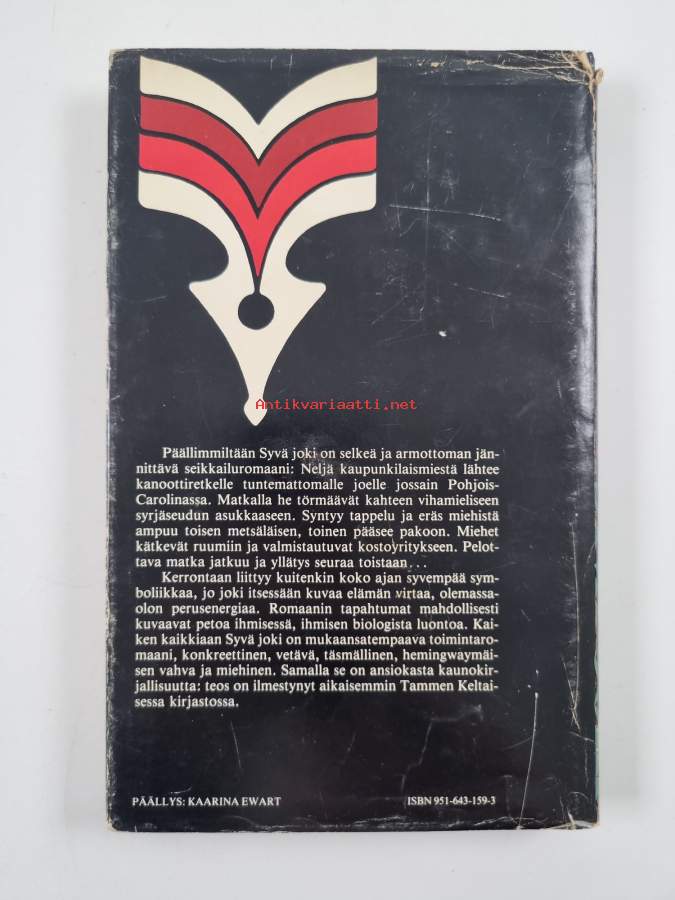 Antikvariaatti.net
Päällimmiltään Syvä joki on selkeä ja armottoman jän-
nittävä seikkailuromaani: Neljä kaupunkilaismiestä lähtee
kanoottiretkelle tuntemattomalle joelle jossain Pohjois-
Carolinassa. Matkalla he törmäävät kahteen vihamieliseen
syrjäseudun asukkaaseen. Syntyy tappelu ja eräs miehistä
ampuu toisen metsäläisen, toinen pääsee pakoon. Miehet
kätkevät ruumiin ja valmistautuvat kostoyritykseen. Pelot-
tava matka jatkuu ja yllätys seuraa toistaan...
Kerrontaan liittyy kuitenkin koko ajan syvempää sym-
boliikkaa, jo joki itsessään kuvaa elämän virtaa, olemassa-
olon perusenergiaa. Romaanin tapahtumat mahdollisesti
kuvaavat petoa ihmisessä, ihmisen biologista luontoa. Kai-
ken kaikkiaan Syvä joki on mukaansatempaava toimintaro-
maani, konkreettinen, vetävä, täsmällinen, hemingwaymäi-
sen vahva ja miehinen. Samalla se on ansiokasta kaunokir-
jallisuutta: teos on ilmestynyt aikaisemmin Tammen Keltai-
sessa kirjastossa.
PÄÄLLYS: KAARINA EWART
ISBN 951-643-159-3